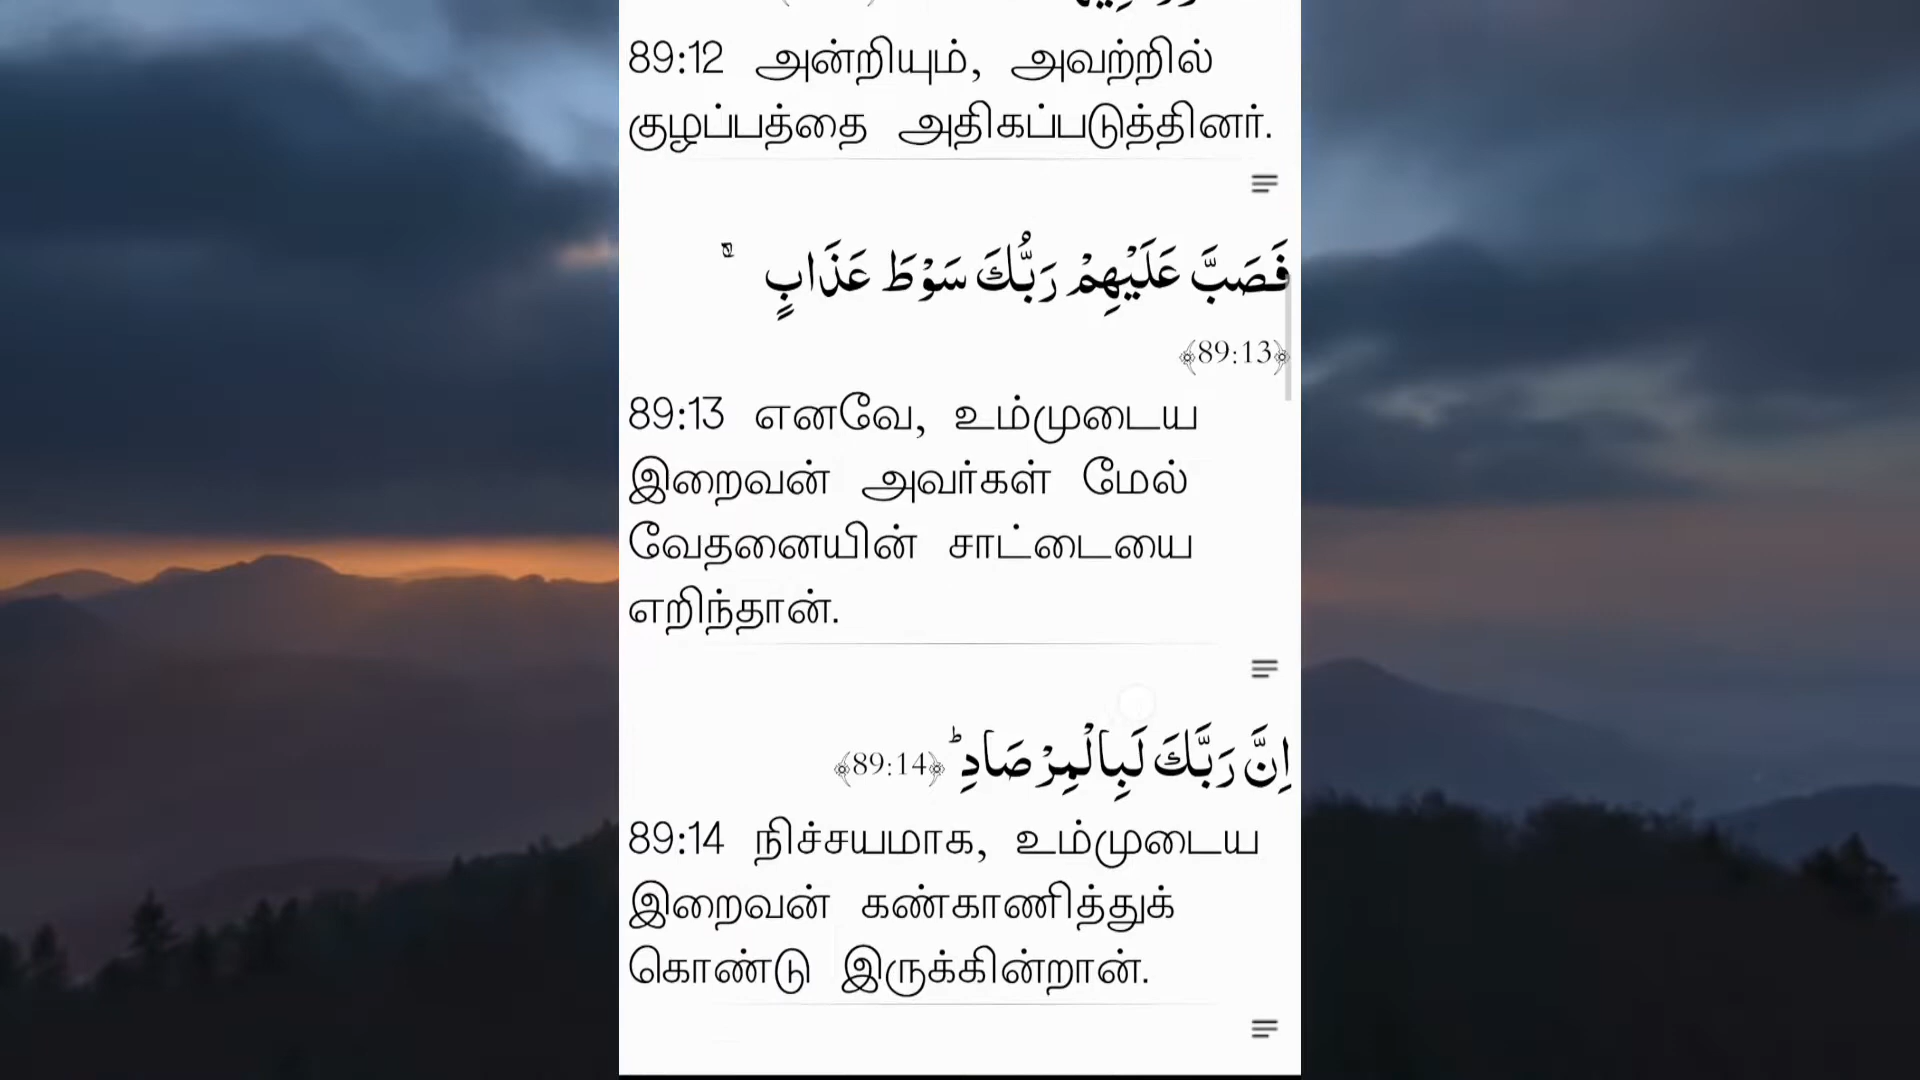 89:12 அன்றியும், அவற்றில்
குழப்பத்தை அதிகப்படுத்தினர்.
فَصَبَّ عَلَيْهِمْ رَبُّكَ سَوْطَ عَذَابٍ ۙ
﴿89:13﴾
89:13 எனவே, உம்முடைய
இறைவன் அவர்கள் மேல்
வேதனையின் சாட்டையை
எறிந்தான்.
اِنَّ رَبَّكَ لَبِالْمِرْصَادِؕ ﴿89:14﴾
89:14 நிச்சயமாக, உம்முடைய
இறைவன் கண்காணித்துக்
கொண்டு இருக்கின்றான்.